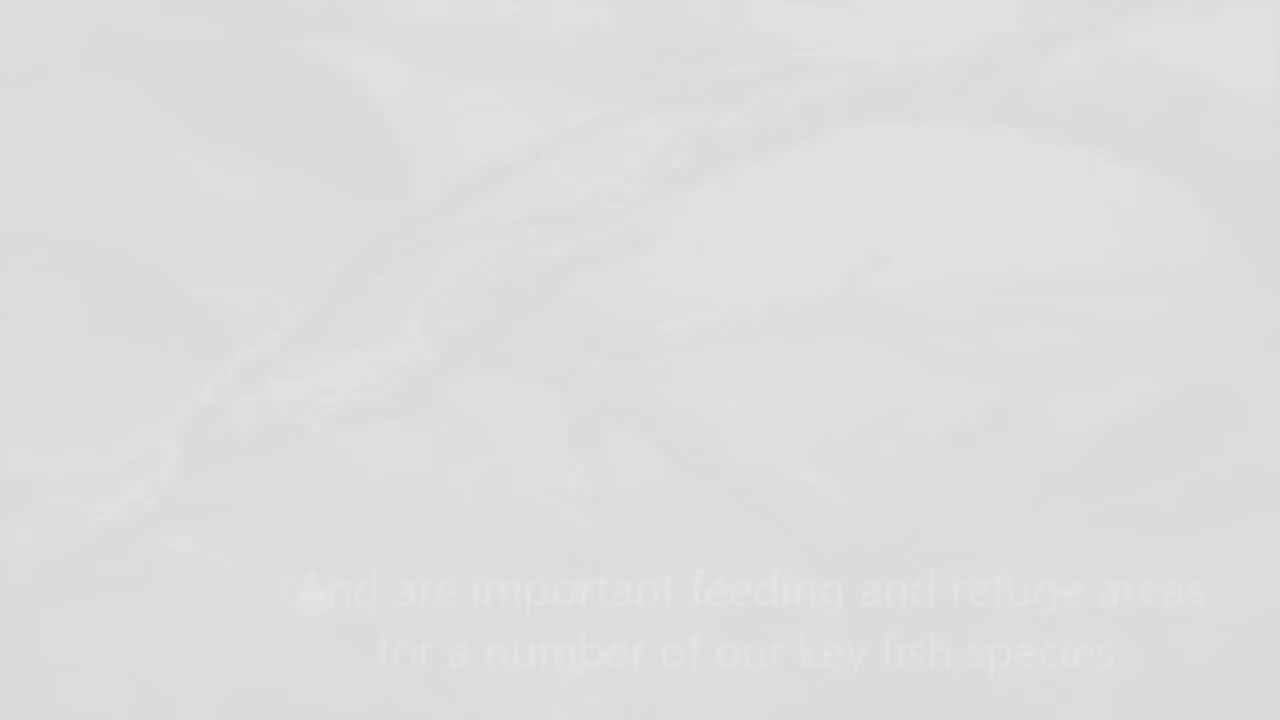 And are important feeding and refuge areas
for a number of our key fish species